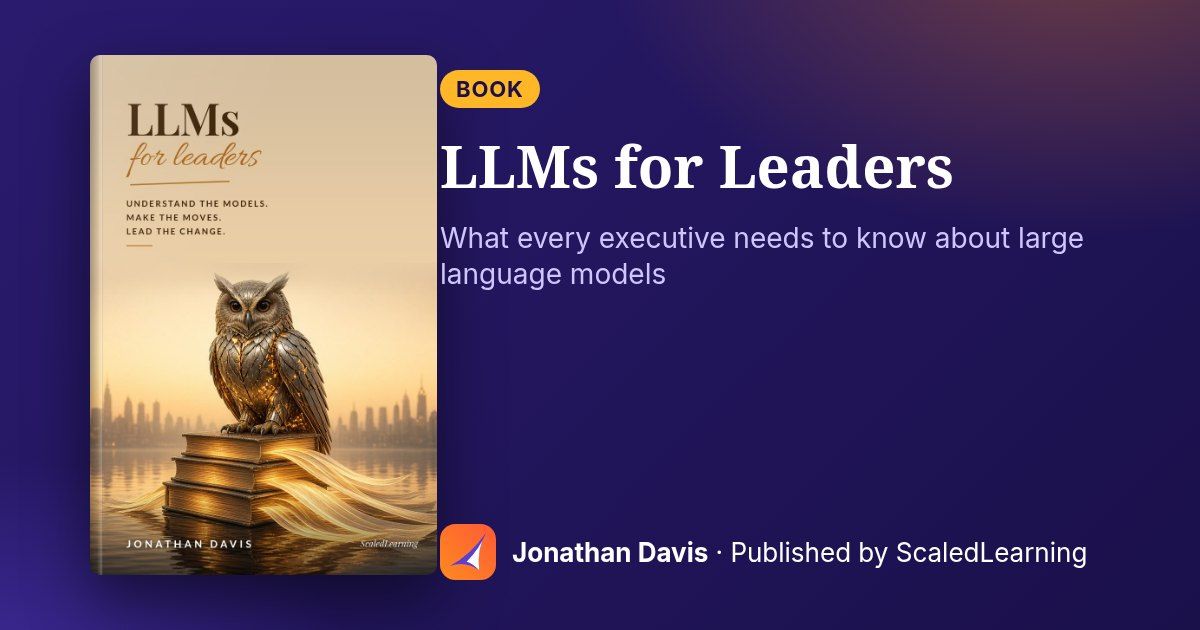 LLMs
for leaders
UNDERSTAND THE MODELS.
MAKE THE MOVES.
LEAD THE CHANGE.
JONATHAN DAVIS
ScaledLearning
BOOK
LLMs for Leaders
What every executive needs to know about large
language models
Jonathan Davis · Published by ScaledLearning